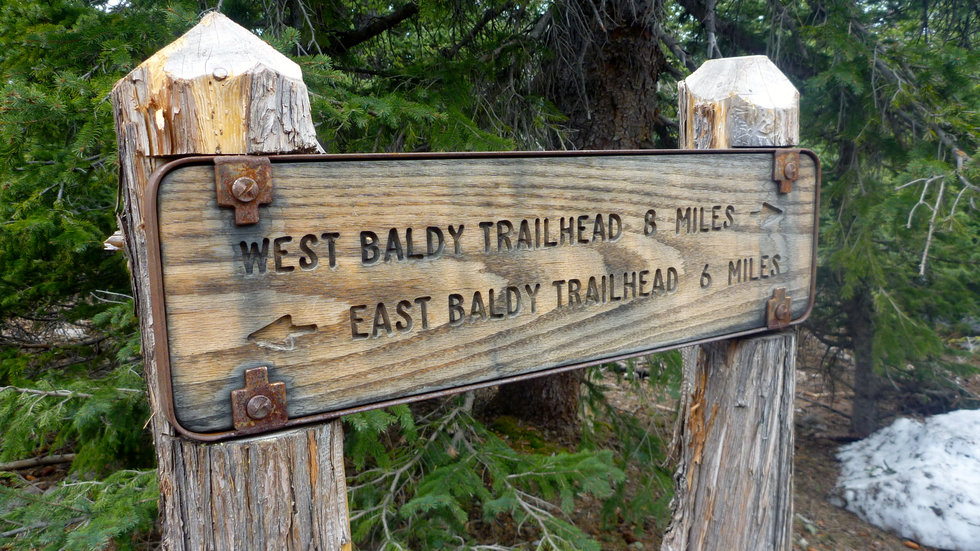 WEST BALDY TRAILHEAD 8 MILES →
← EAST BALDY TRAILHEAD 6 MILES